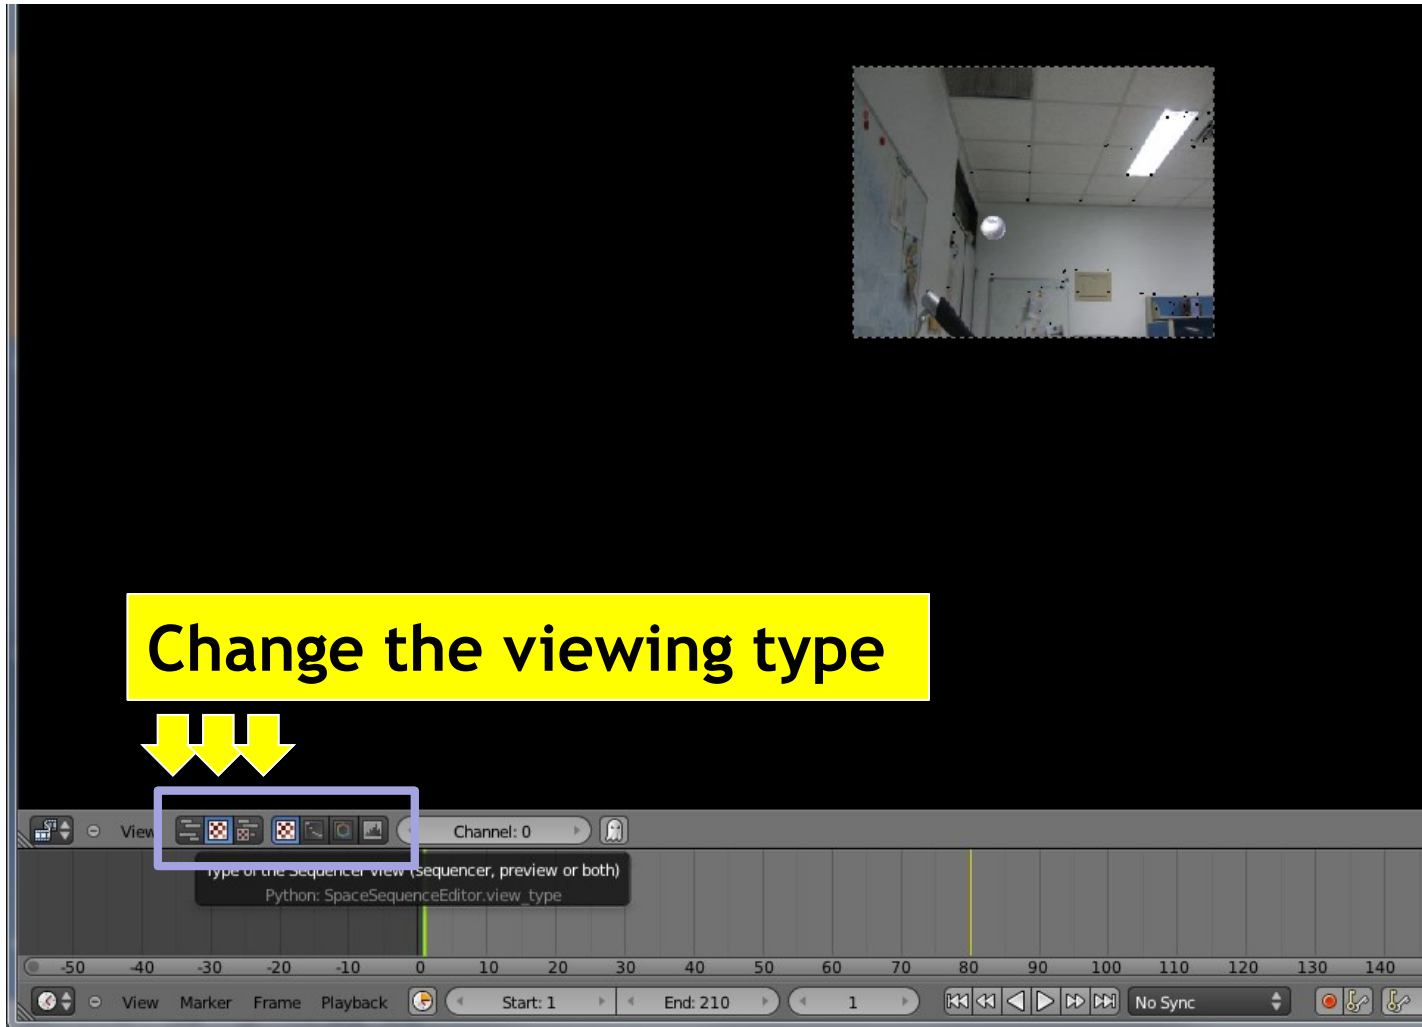 Change the viewing type
View
Channel: 0
Type of the Sequencer view (sequencer, preview or both)
Python: SpaceSequenceEditor.view_type
-50 -40 -30 -20 -10 0 10 20 30 40 50 60 70 80 90 100 110 120 130 140
View Marker Frame Playback Start: 1 End: 210 1 No Sync